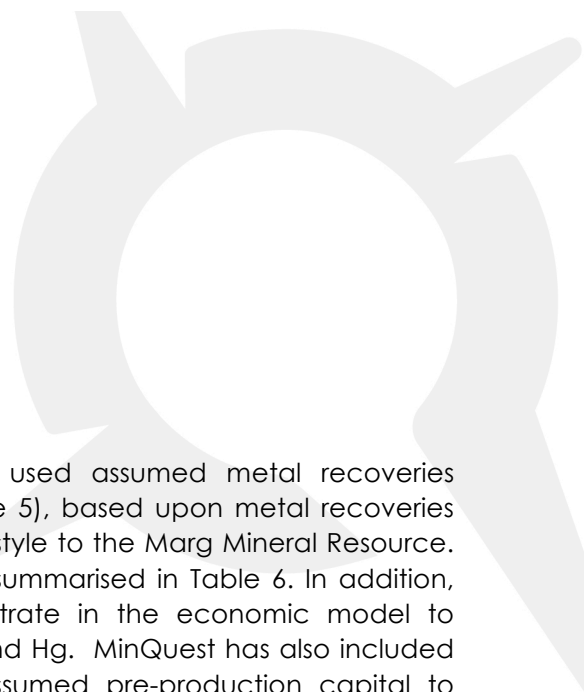 used assumed metal recoveries
5), based upon metal recoveries
style to the Marg Mineral Resource.
summarised in Table 6. In addition,
trate in the economic model to
nd Hg. MinQuest has also included
ssumed pre-production capital to